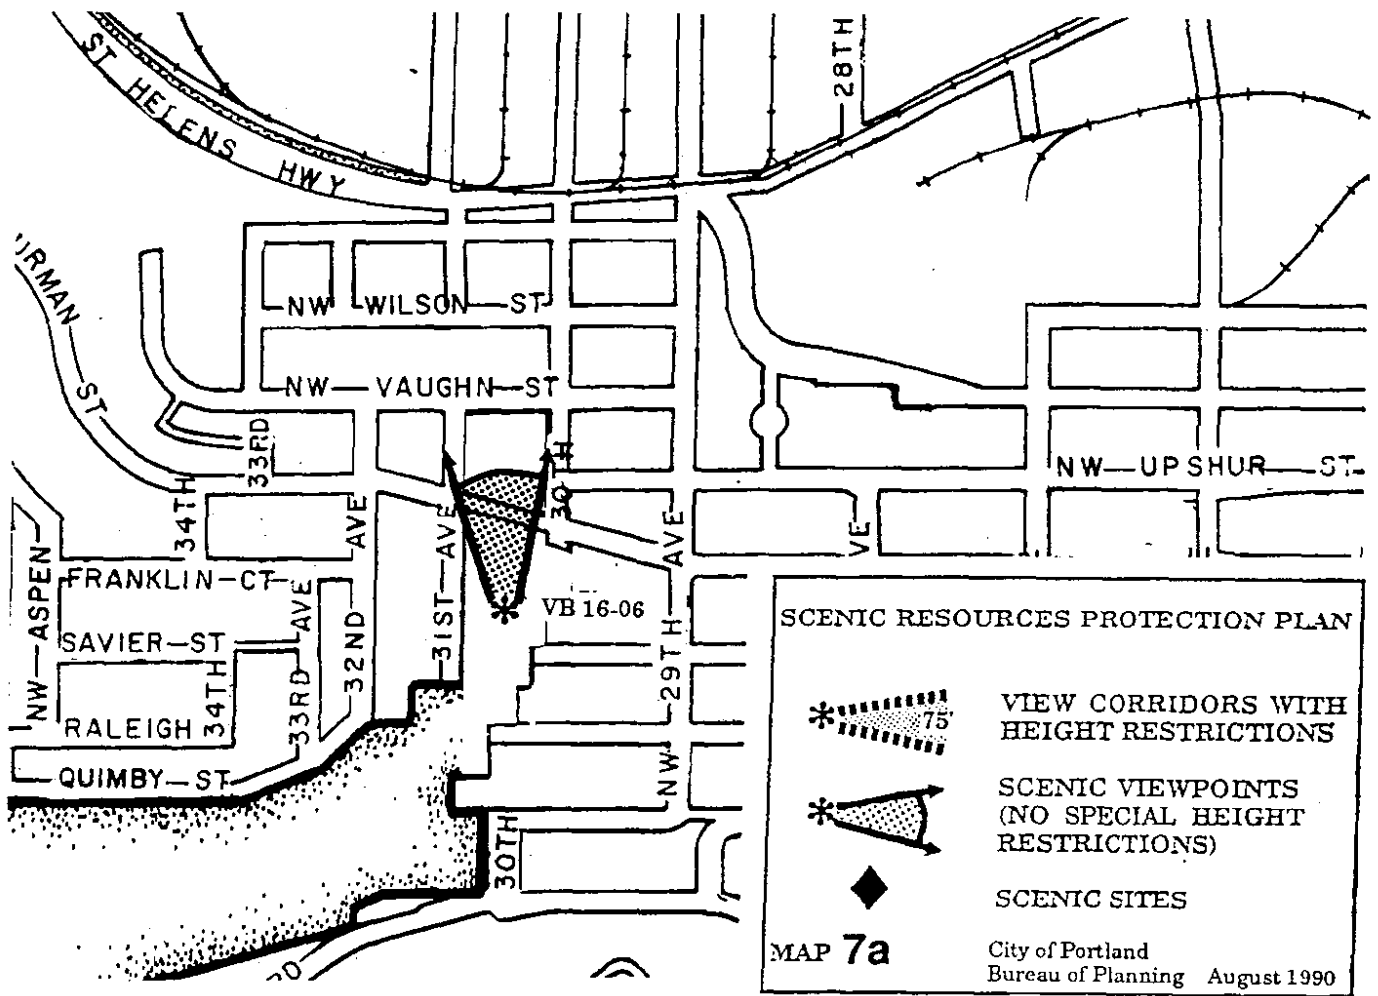 ST HELENS HWY
28TH
URMAN ST
NW WILSON ST
NW VAUGHN ST
33RD
30TH
NW UPSHUR ST
34TH
AVE
31ST AVE
AVE
VE
NW ASPEN
FRANKLIN CT
AVE
32ND
VB 16-06
29TH
SAVIER ST
34TH
33RD
RALEIGH
QUIMBY ST
NW
30TH
RD
SCENIC RESOURCES PROTECTION PLAN
75'
VIEW CORRIDORS WITH
HEIGHT RESTRICTIONS
SCENIC VIEWPOINTS
(NO SPECIAL HEIGHT
RESTRICTIONS)
SCENIC SITES
MAP 7a
City of Portland
Bureau of Planning August 1990